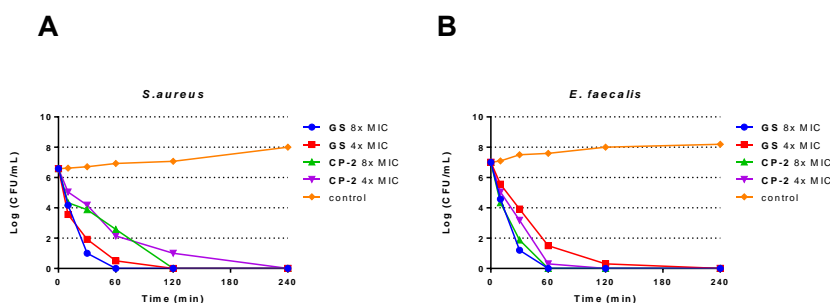 A
S.aureus
Log (CFU/mL)
10
8
6
4
2
0
0
60
120
180
240
Time (min)
GS 8x MIC
GS 4x MIC
CP-2 8x MIC
CP-2 4x MIC
control
B
E. faecalis
Log (CFU/mL)
10
8
6
4
2
0
0
60
120
180
240
Time (min)
GS 8x MIC
GS 4x MIC
CP-2 8x MIC
CP-2 4x MIC
control